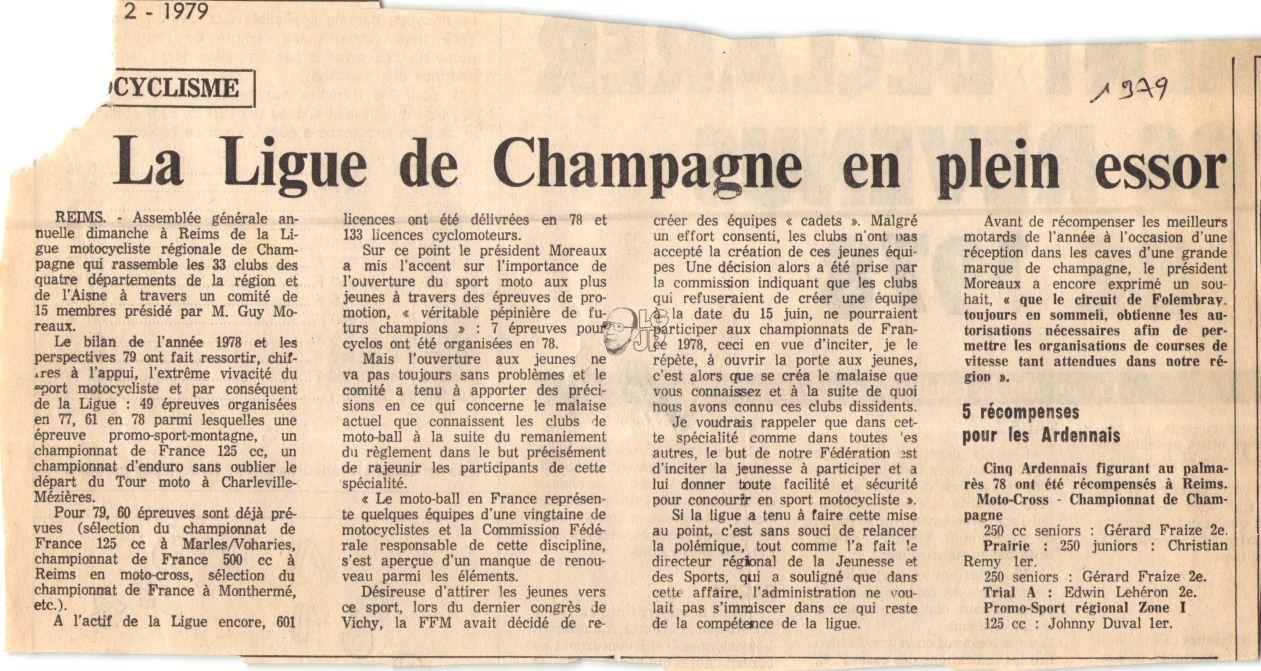 2 - 1979
CYCLISME
1979
La Ligue de Champagne en plein essor
REIMS. - Assemblée générale an-
nuelle dimanche à Reims de la Li-
gue motocycliste régionale de Cham-
pagne qui rassemble les 33 clubs des
quatre départements de la région et
de l'Aisne à travers un comité de
15 membres présidé par M. Guy Mo-
reaux.
Le bilan de l'année 1978 et les
perspectives 79 ont fait ressortir, chif-
res à l'appui, l'extrême vivacité du
sport motocycliste et par conséquent
de la Ligue : 49 épreuves organisées
en 77, 61 en 78 parmi lesquelles une
épreuve promo-sport-montagne, un
championnat de France 125 cc, un
championnat d'enduro sans oublier le
départ du Tour moto à Charleville-
Mézières.
Pour 79, 60 épreuves sont déjà pré-
vues (sélection du championnat de
France 125 cc à Marles/Voharies,
championnat de France 500 cc à
Reims en moto-cross, sélection du
championnat de France à Monthermé,
etc.).
A l'actif de la Ligue encore, 601
licences ont été délivrées en 78 et
133 licences cyclomoteurs.
Sur ce point le président Moreaux
a mis l'accent sur l'importance de
l'ouverture du sport moto aux plus
jeunes à travers des épreuves de pro-
motion, « véritable pépinière de fu-
turs champions » : 7 épreuves pour
cyclos ont été organisées en 78.
Mais l'ouverture aux jeunes ne
va pas toujours sans problèmes et le
comité a tenu à apporter des préci-
sions en ce qui concerne le malaise
actuel que connaissent les clubs de
moto-ball à la suite du remaniement
du règlement dans le but précisément
de rajeunir les participants de cette
spécialité.
« Le moto-ball en France représen-
te quelques équipes d'une vingtaine de
motocyclistes et la Commission Fédé-
rale responsable de cette discipline,
s'est aperçue d'un manque de renou-
veau parmi les éléments.
Désireuse d'attirer les jeunes vers
ce sport, lors du dernier congrès de
Vichy, la FFM avait décidé de re-
créer des équipes « cadets ». Malgré
un effort consenti, les clubs n'ont pas
accepté la création de ces jeunes équi-
pes Une décision alors a été prise par
la commission indiquant que les clubs
qui refuseraient de créer une équipe
à la date du 15 juin, ne pourraient
participer aux championnats de Fran-
ce 1978, ceci en vue d'inciter, je le
répète, à ouvrir la porte aux jeunes,
c'est alors que se créa le malaise que
vous connaissez et à la suite de quoi
nous avons connu ces clubs dissidents.
Je voudrais rappeler que dans cet-
te spécialité comme dans toutes les
autres, le but de notre Fédération est
d'inciter la jeunesse à participer et a
lui donner toute facilité et sécurité
pour concourir en sport motocycliste ».
Si la ligue a tenu à faire cette mise
au point, c'est sans souci de relancer
la polémique, tout comme l'a fait le
directeur régional de la Jeunesse et
des Sports, qui a souligné que dans
cette affaire, l'administration ne vou-
lait pas s'immiscer dans ce qui reste
de la compétence de la ligue.
Avant de récompenser les meilleurs
motards de l'année à l'occasion d'une
réception dans les caves d'une grande
marque de champagne, le président
Moreaux a encore exprimé un sou-
hait, « que le circuit de Folembray,
toujours en sommeil, obtienne les au-
torisations nécessaires afin de per-
mettre les organisations de courses de
vitesse tant attendues dans notre ré-
gion ».
5 récompenses
pour les Ardennais
Cinq Ardennais figurant au palma-
rès 78 ont été récompensés à Reims.
Moto-Cross - Championnat de Cham-
pagne
250 cc seniors : Gérard Fraize 2e.
Prairie : 250 juniors : Christian
Remy 1er.
250 seniors : Gérard Fraize 2e.
Trial A : Edwin Lehéron 2e.
Promo-Sport régional Zone I
125 cc : Johnny Duval 1er.
LG
JP